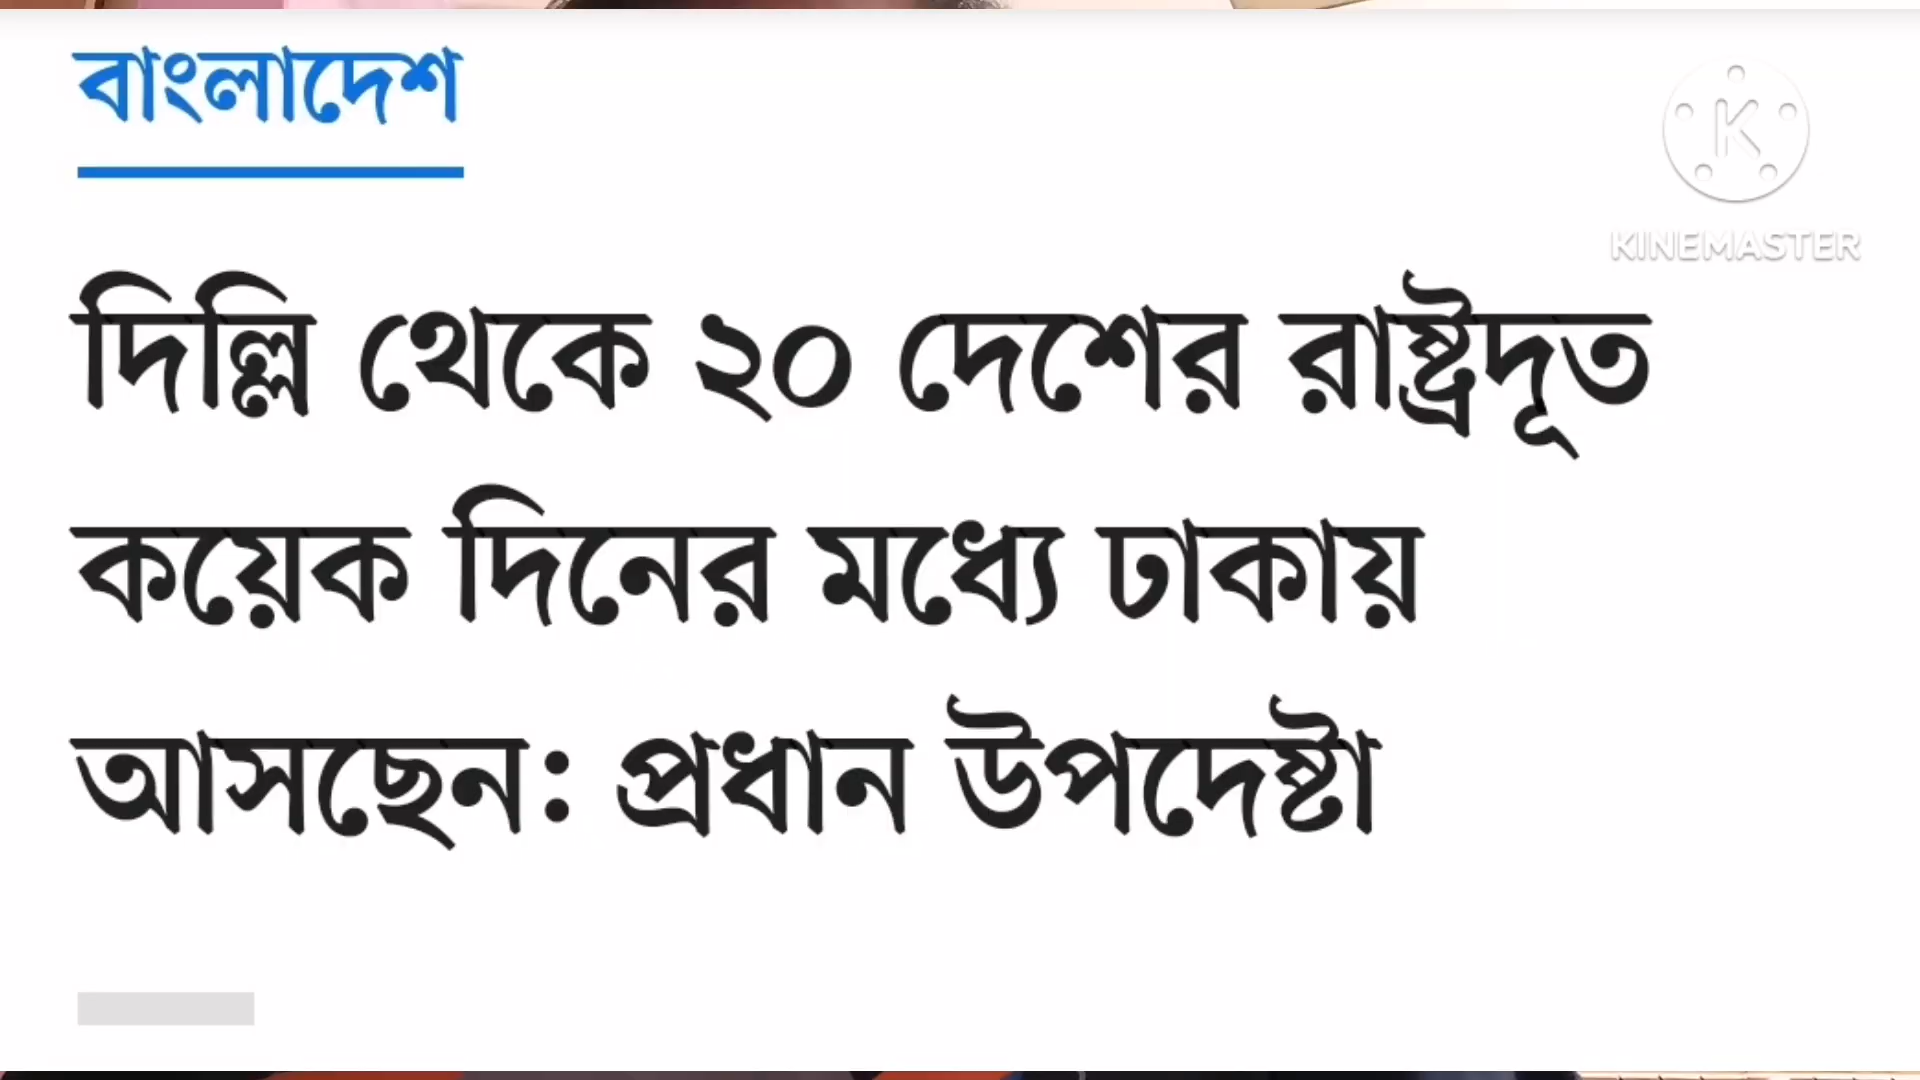 বাংলাদেশ
KINEMASTER
দিল্লি থেকে ২০ দেশের রাষ্ট্রদূত
কয়েক দিনের মধ্যে ঢাকায়
আসছেন: প্রধান উপদেষ্টা